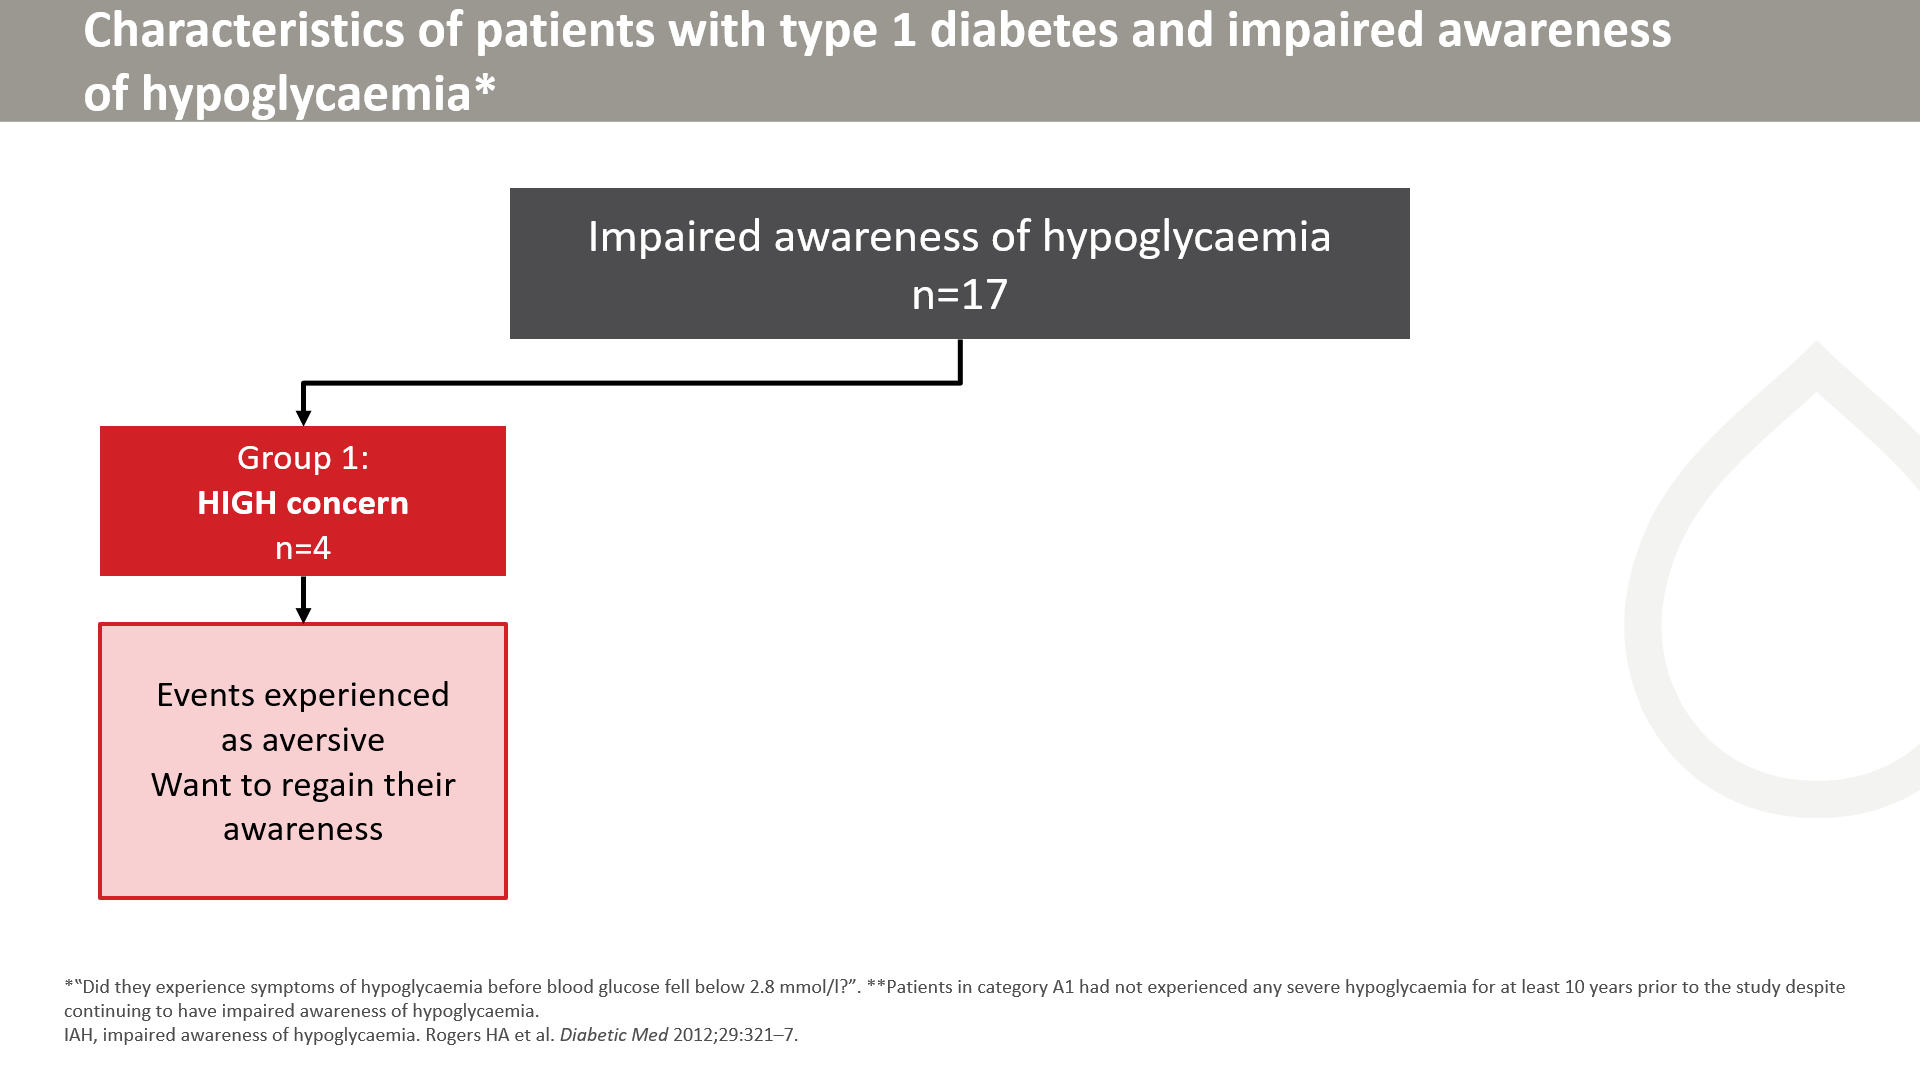 Characteristics of patients with type 1 diabetes and impaired awareness
of hypoglycaemia*
Impaired awareness of hypoglycaemia
n=17
Group 1:
HIGH concern
n=4
Events experienced
as aversive
Want to regain their
awareness
*“Did they experience symptoms of hypoglycaemia before blood glucose fell below 2.8 mmol/l?”. **Patients in category A1 had not experienced any severe hypoglycaemia for at least 10 years prior to the study despite
continuing to have impaired awareness of hypoglycaemia.
IAH, impaired awareness of hypoglycaemia. Rogers HA et al. Diabetic Med 2012;29:321–7.